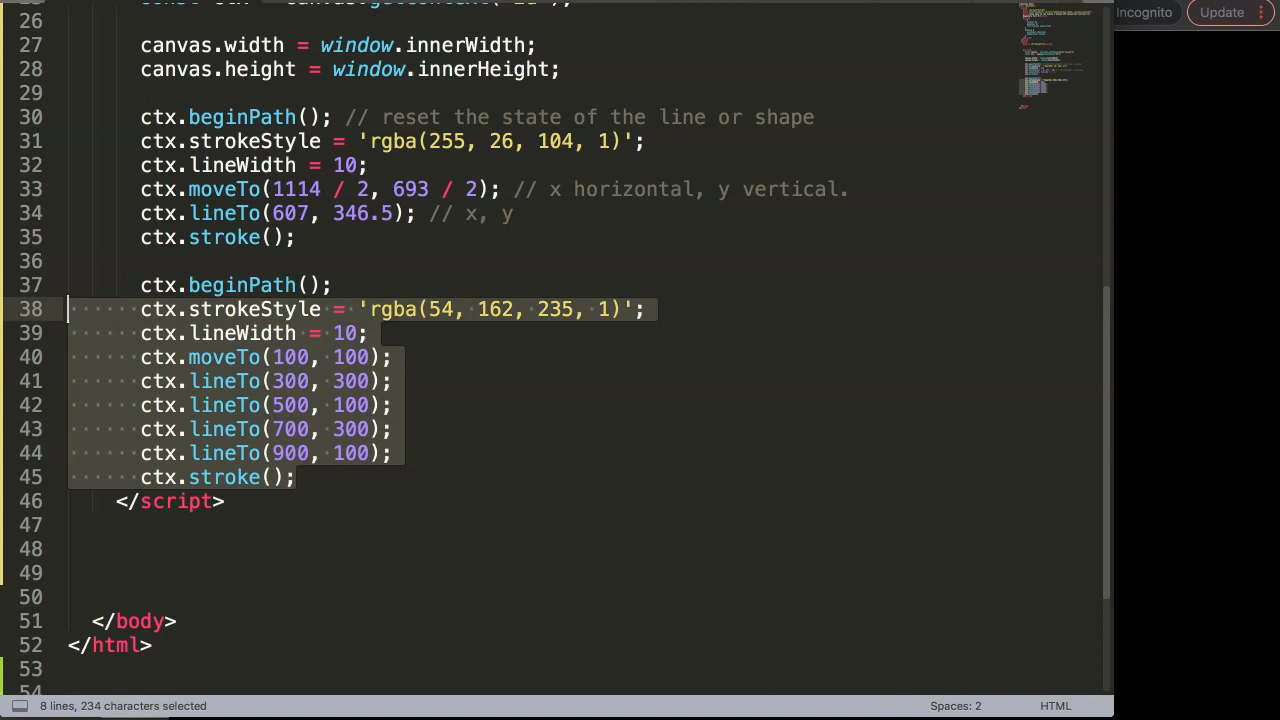 26
27 canvas.width = window.innerWidth;
28 canvas.height = window.innerHeight;
29
30 ctx.beginPath(); // reset the state of the line or shape
31 ctx.strokeStyle = 'rgba(255, 26, 104, 1)';
32 ctx.lineWidth = 10;
33 ctx.moveTo(1114 / 2, 693 / 2); // x horizontal, y vertical.
34 ctx.lineTo(607, 346.5); // x, y
35 ctx.stroke();
36
37 ctx.beginPath();
38 ctx.strokeStyle = 'rgba(54, 162, 235, 1)';
39 ctx.lineWidth = 10;
40 ctx.moveTo(100, 100);
41 ctx.lineTo(300, 300);
42 ctx.lineTo(500, 100);
43 ctx.lineTo(700, 300);
44 ctx.lineTo(900, 100);
45 ctx.stroke();
46 </script>
47
48
49
50
51 </body>
52 </html>
53
54
8 lines, 234 characters selected
Spaces: 2
HTML
Incognito
Update